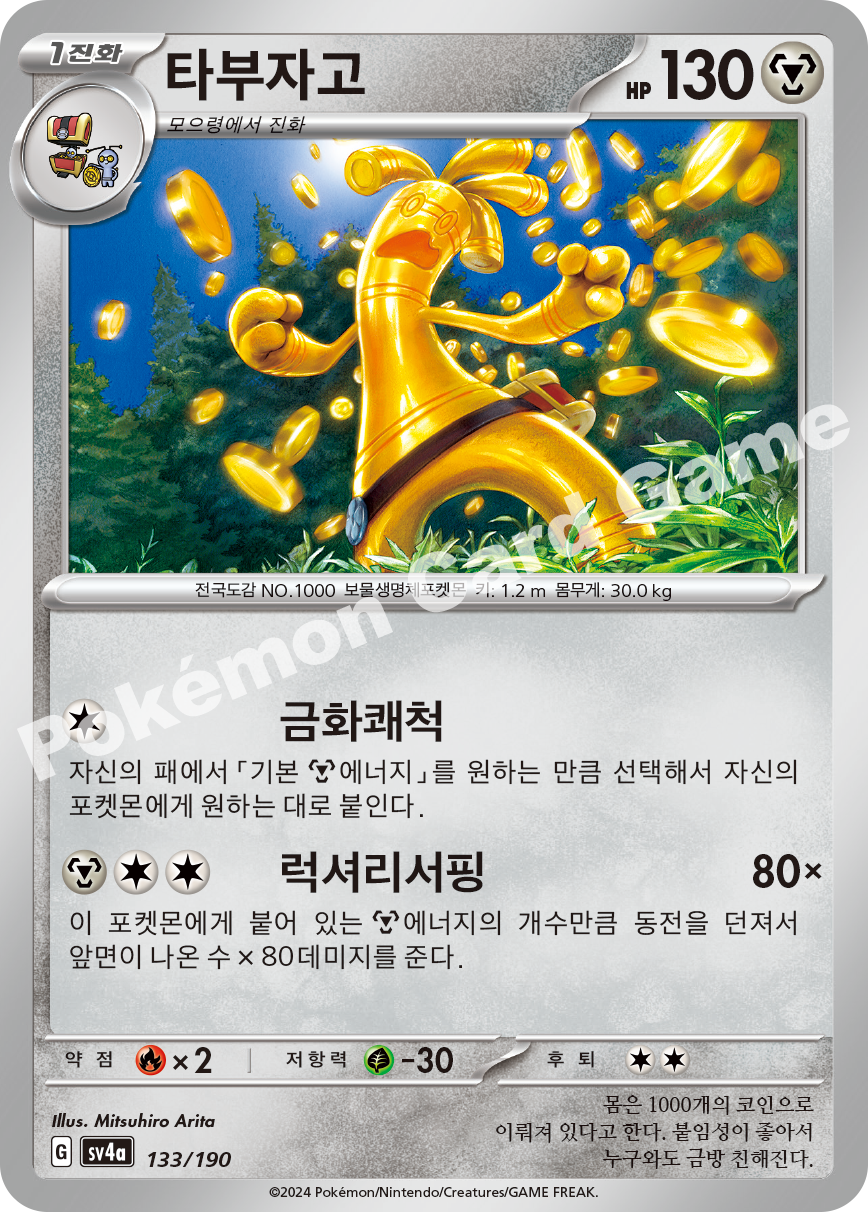 1진화 타부자고 HP 130
모으령에서 진화
전국도감 NO.1000 보물생명체포켓몬 키: 1.2 m 몸무게: 30.0 kg
Pokémon Card Game
금화쾌척
자신의 패에서 「기본 에너지」를 원하는 만큼 선택해서 자신의
포켓몬에게 원하는 대로 붙인다.
럭셔리서핑 80×
이 포켓몬에게 붙어 있는 에너지의 개수만큼 동전을 던져서
앞면이 나온 수 × 80데미지를 준다.
약점 ×2 저항력 -30 후퇴
Illus. Mitsuhiro Arita
G sv4a 133/190
몸은 1000개의 코인으로
이뤄져 있다고 한다. 붙임성이 좋아서
누구와도 금방 친해진다.
©2024 Pokémon/Nintendo/Creatures/GAME FREAK.